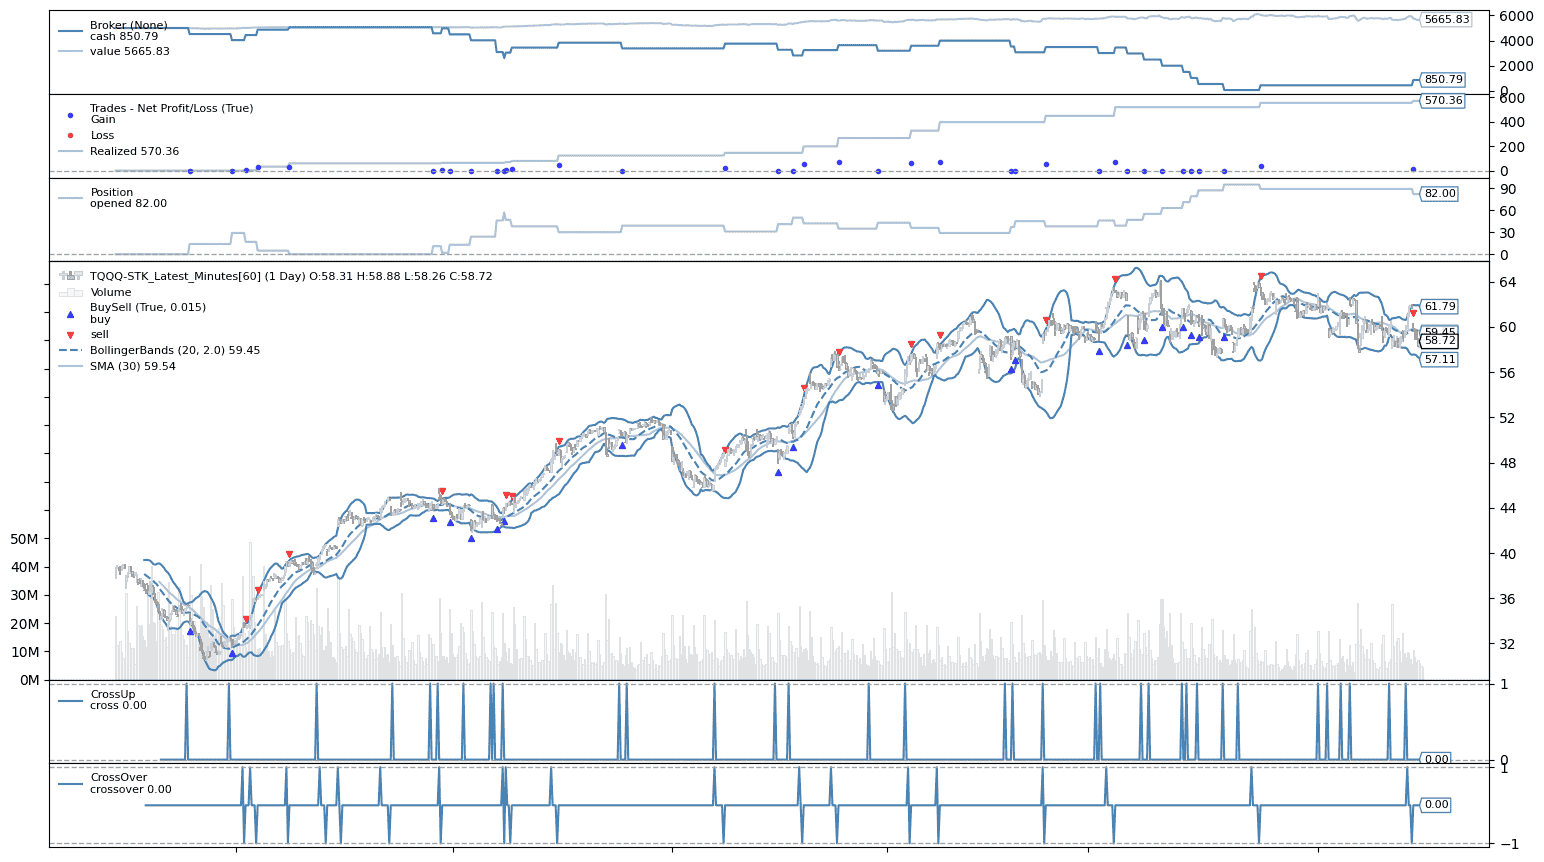 Broker (None)
cash 850.79
value 5665.83
5665.83
850.79
6000
4000
2000
0
Trades - Net Profit/Loss (True)
Gain
Loss
Realized 570.36
570.36
600
400
200
0
Position
opened 82.00
82.00
90
60
30
0
TQQQ-STK_Latest_Minutes[60] (1 Day) O:58.31 H:58.88 L:58.26 C:58.72
Volume
BuySell (True, 0.015)
buy
sell
BollingerBands (20, 2.0) 59.45
SMA (30) 59.54
61.79
59.45
58.72
57.11
64
60
56
52
48
44
40
36
32
50M
40M
30M
20M
10M
0M
CrossUp
cross 0.00
0.00
1
0
CrossOver
crossover 0.00
0.00
1
−1